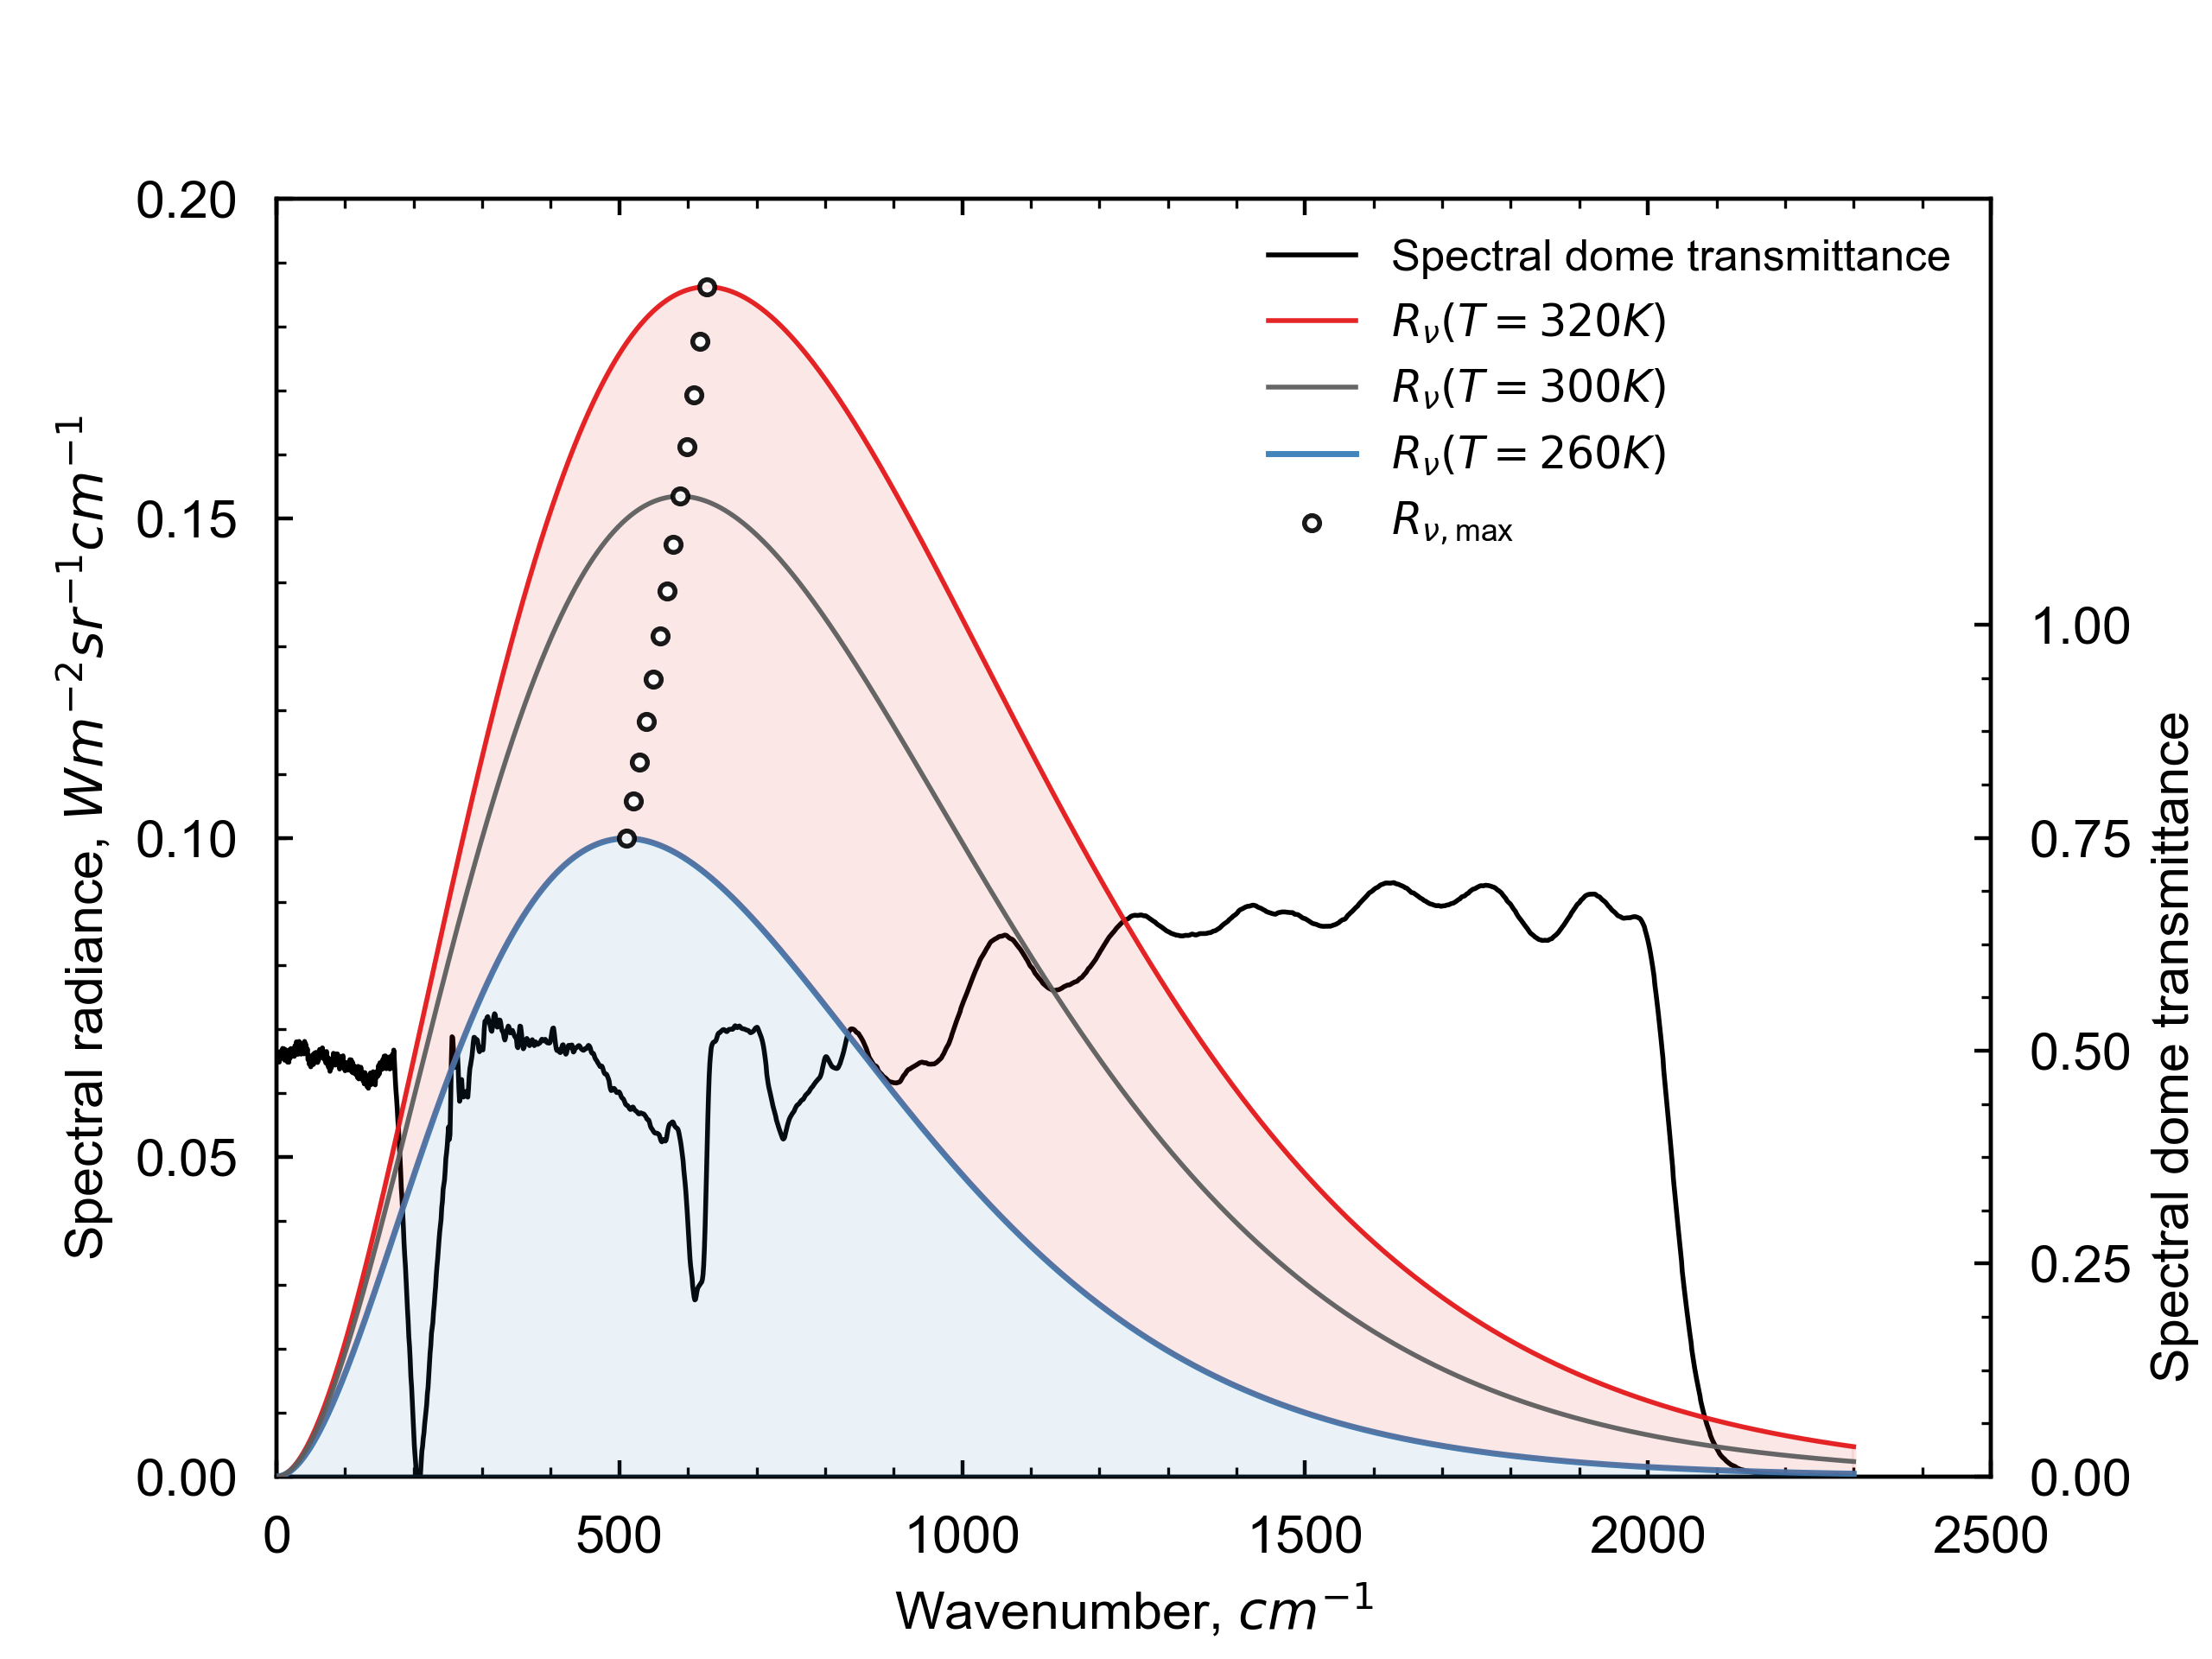 0.20
0.15
0.10
0.05
0.00
Spectral radiance, Wm⁻²sr⁻¹cm⁻¹
Spectral dome transmittance
Rν(T = 320K)
Rν(T = 300K)
Rν(T = 260K)
Rν, max
1.00
0.75
0.50
0.25
0.00
Spectral dome transmittance
0 500 1000 1500 2000 2500
Wavenumber, cm⁻¹